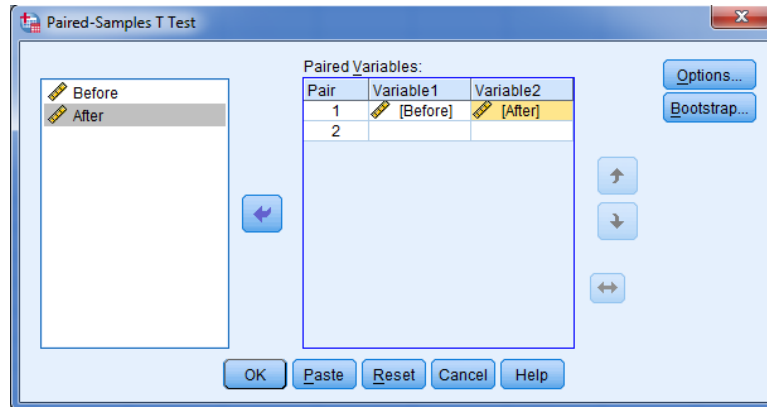 Paired-Samples T Test
X
Before
After
Paired Variables:
Pair Variable1 Variable2
1 [Before] [After]
2
Options...
Bootstrap...
OK Paste Reset Cancel Help